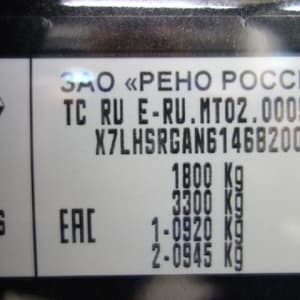 ЗАО «РЕНО РОССИ
ТС RU E-RU.MT02.000
X7LHSRGAN61468200
1800 Kg
3300 Kg
EAC
1-0920 Kg
2-0945 Kg